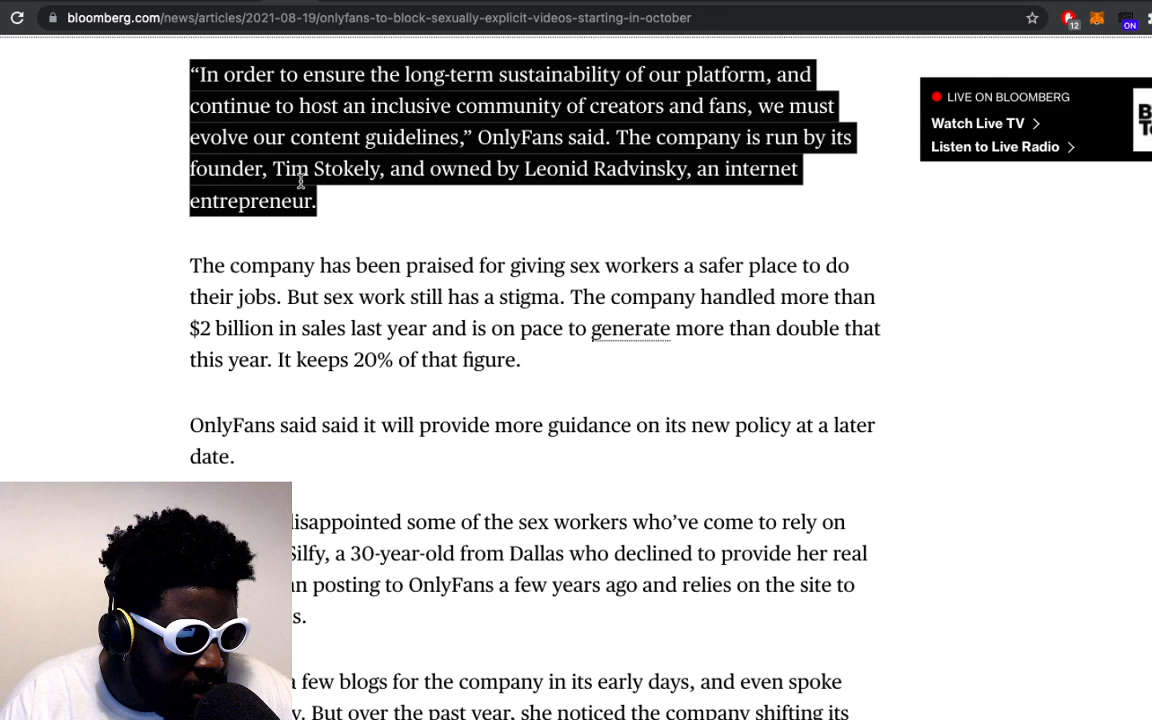 bloomberg.com/news/articles/2021-08-19/onlyfans-to-block-sexually-explicit-videos-starting-in-october
12
ON
“In order to ensure the long-term sustainability of our platform, and
continue to host an inclusive community of creators and fans, we must
evolve our content guidelines,” OnlyFans said. The company is run by its
founder, Tim Stokely, and owned by Leonid Radvinsky, an internet
entrepreneur.
LIVE ON BLOOMBERG
Watch Live TV >
Listen to Live Radio >
The company has been praised for giving sex workers a safer place to do
their jobs. But sex work still has a stigma. The company handled more than
$2 billion in sales last year and is on pace to generate more than double that
this year. It keeps 20% of that figure.
OnlyFans said said it will provide more guidance on its new policy at a later
date.
disappointed some of the sex workers who’ve come to rely on
Silfy, a 30-year-old from Dallas who declined to provide her real
posting to OnlyFans a few years ago and relies on the site to
a few blogs for the company in its early days, and even spoke
But over the past year, she noticed the company shifting its